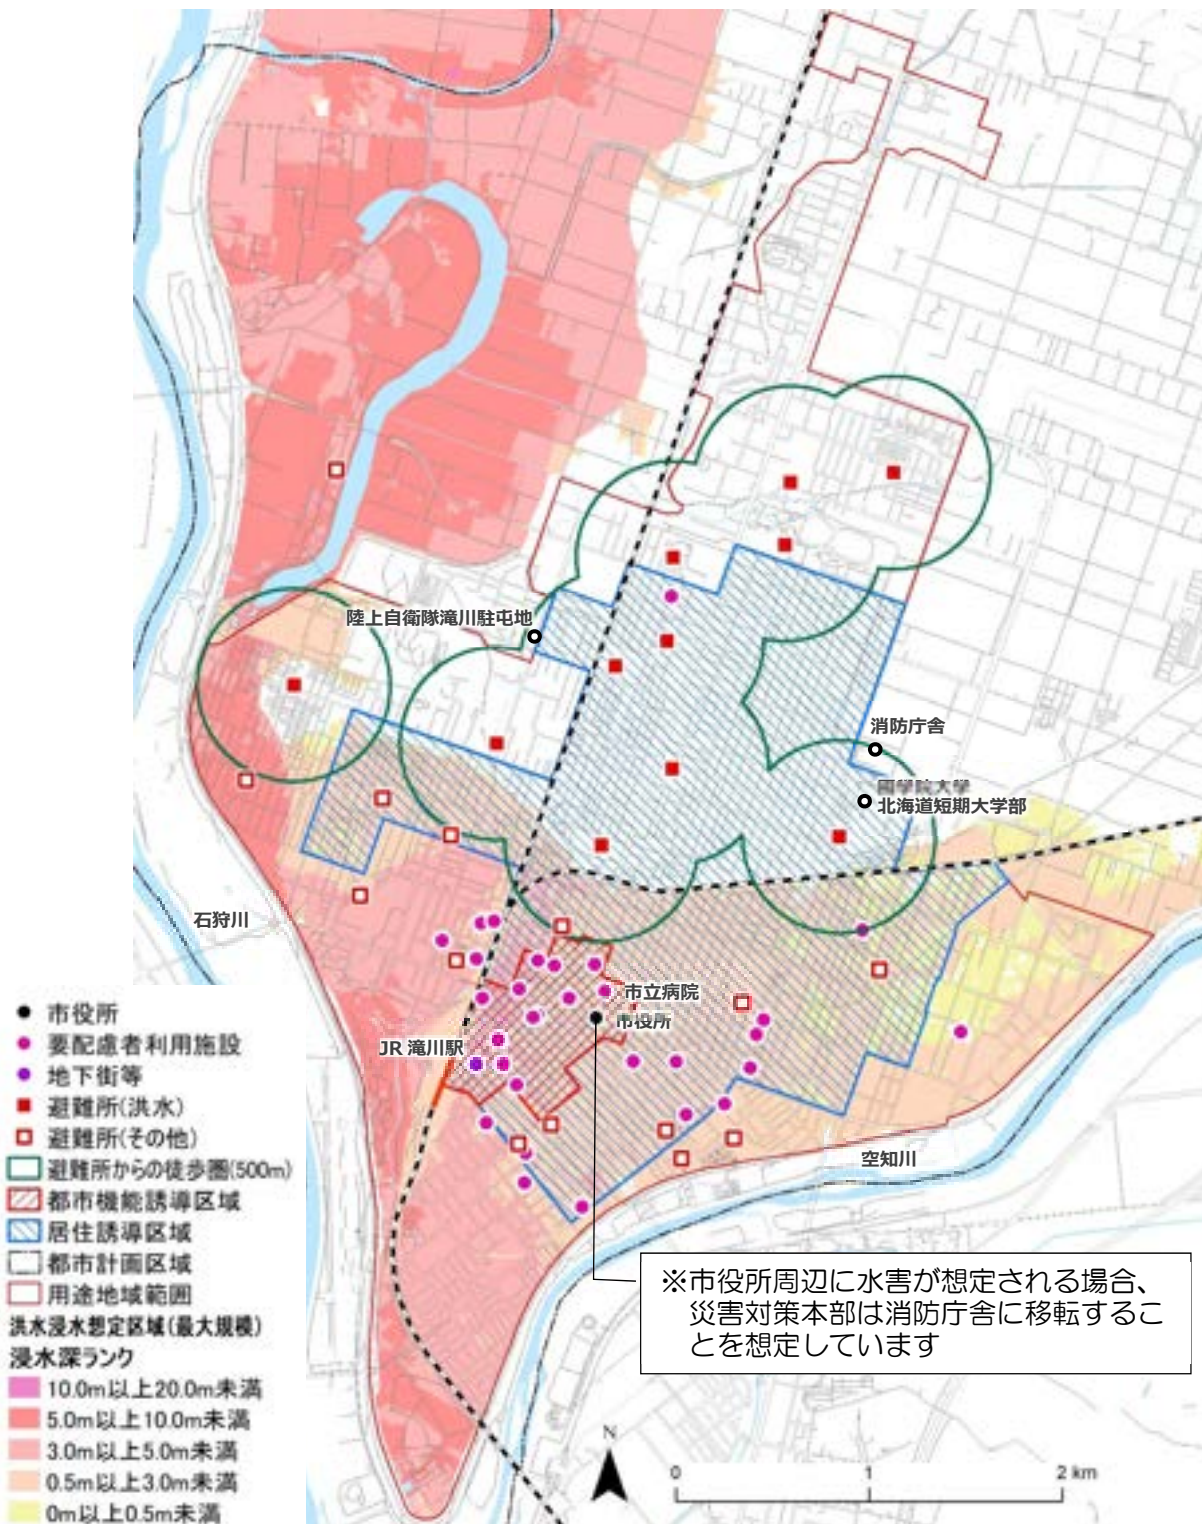 陸上自衛隊滝川駐屯地
消防庁舎
國學院大学
北海道短期大学部
石狩川
市立病院
市役所
JR 滝川駅
空知川
市役所
要配慮者利用施設
地下街等
避難所(洪水)
避難所(その他)
避難所からの徒歩圏(500m)
都市機能誘導区域
居住誘導区域
都市計画区域
用途地域範囲
洪水浸水想定区域(最大規模)
浸水深ランク
10.0m以上20.0m未満
5.0m以上10.0m未満
3.0m以上5.0m未満
0.5m以上3.0m未満
0m以上0.5m未満
※市役所周辺に水害が想定される場合、
災害対策本部は消防庁舎に移転するこ
とを想定しています
N
0 1 2 km